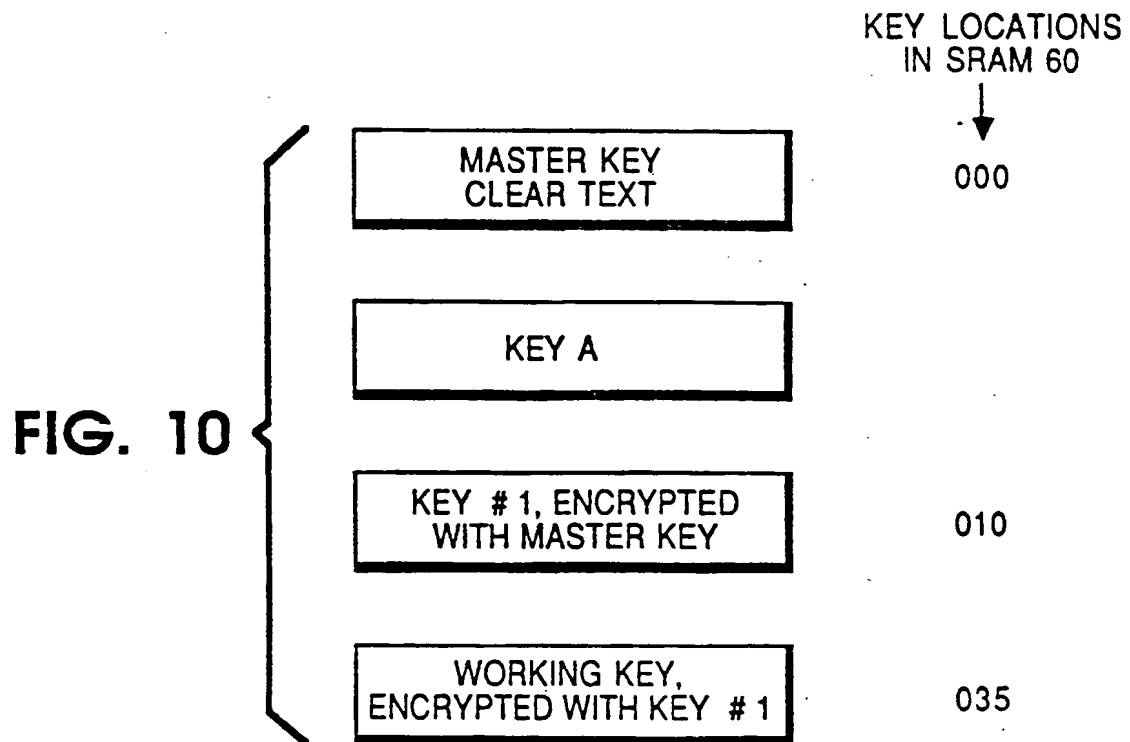 KEY LOCATIONS
IN SRAM 60
MASTER KEY
CLEAR TEXT
000
KEY A
FIG. 10
KEY # 1, ENCRYPTED
WITH MASTER KEY
010
WORKING KEY,
ENCRYPTED WITH KEY # 1
035